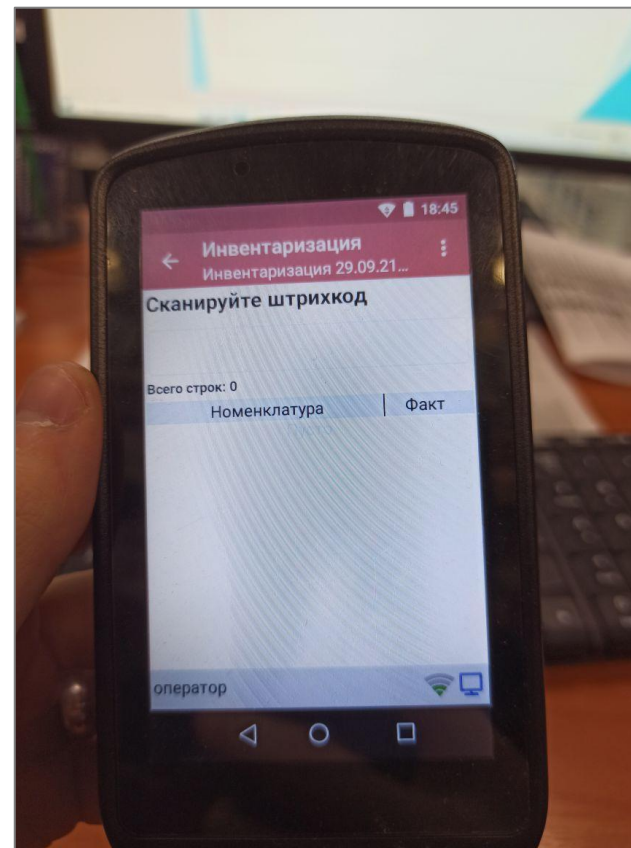 18:45
Инвентаризация
Инвентаризация 29.09.21...
Сканируйте штрихкод
Всего строк: 0
Номенклатура Факт
оператор